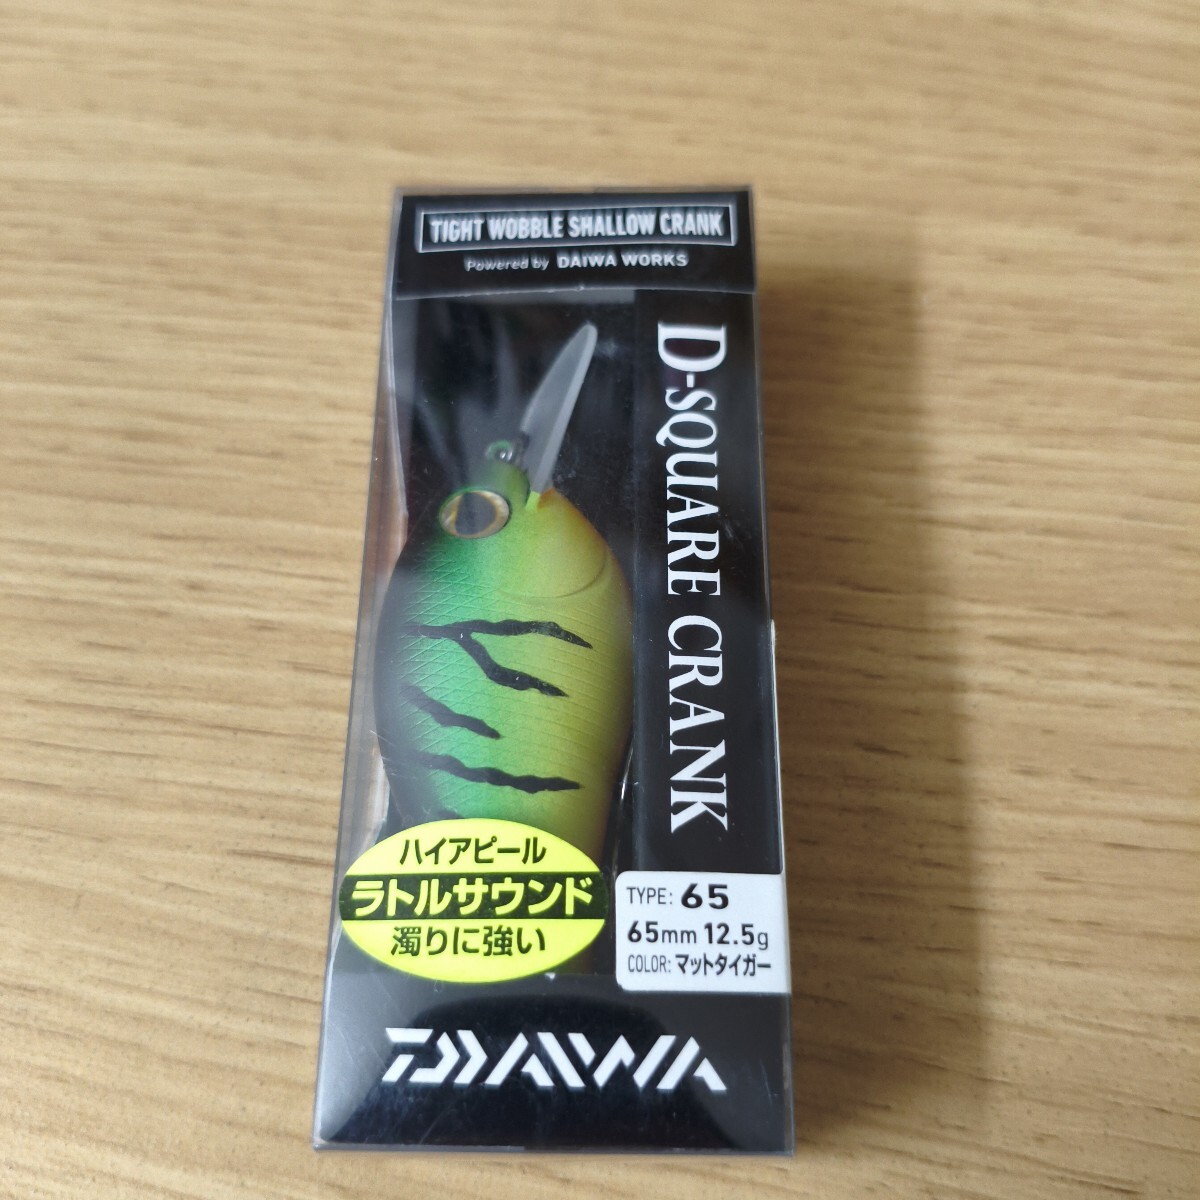 TIGHT WOBBLE SHALLOW CRANK
Powered by DAIWA WORKS
D-SQUARE CRANK
ハイアピール
ラトルサウンド
濁りに強い
TYPE: 65
65mm 12.5g
COLOR: マットタイガー
DAIWA